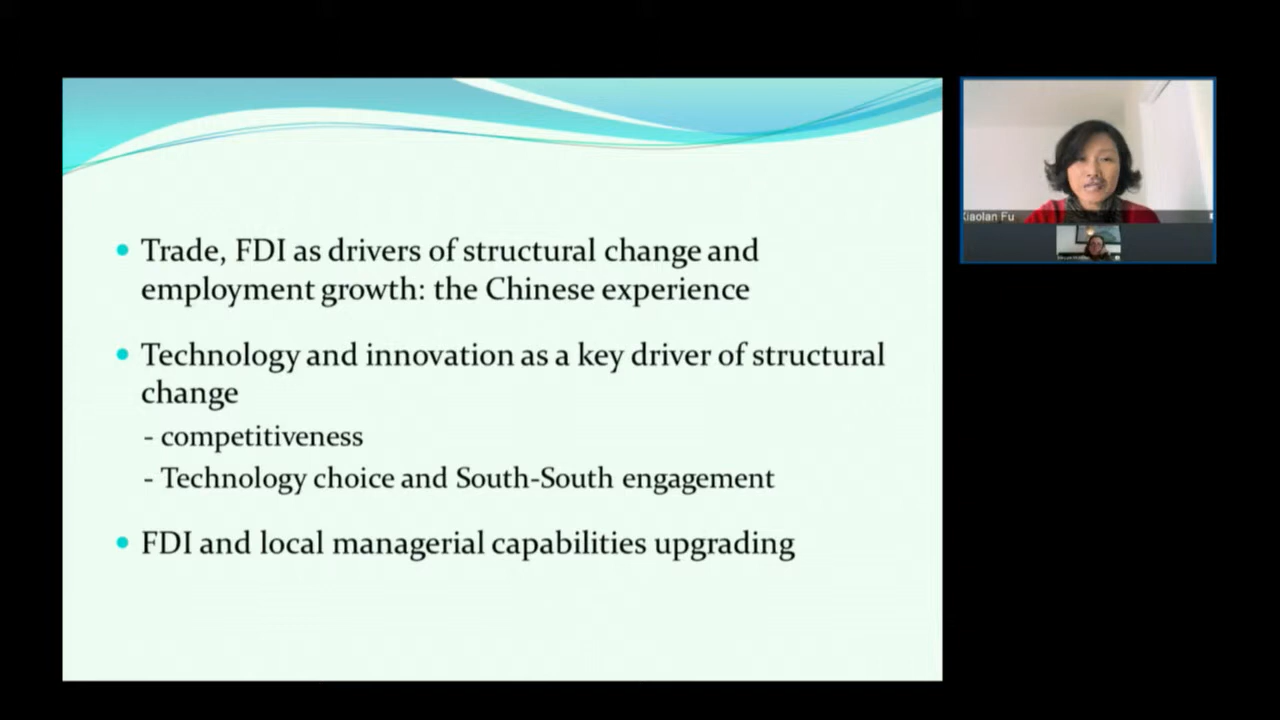 • Trade, FDI as drivers of structural change and
employment growth: the Chinese experience
• Technology and innovation as a key driver of structural
change
- competitiveness
- Technology choice and South-South engagement
• FDI and local managerial capabilities upgrading
Xiaolan Fu